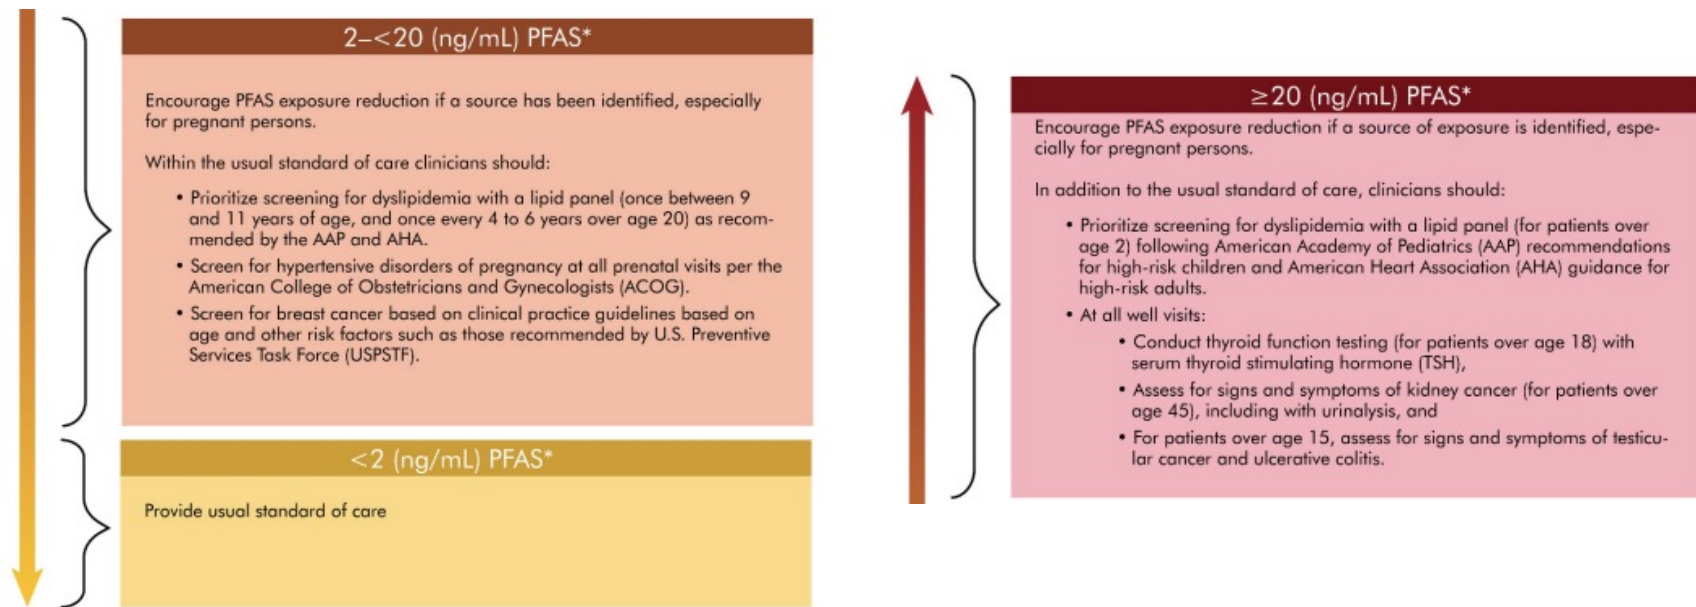 2–<20 (ng/mL) PFAS*
Encourage PFAS exposure reduction if a source has been identified, especially
for pregnant persons.
Within the usual standard of care clinicians should:
• Prioritize screening for dyslipidemia with a lipid panel (once between 9
and 11 years of age, and once every 4 to 6 years over age 20) as recom-
mended by the AAP and AHA.
• Screen for hypertensive disorders of pregnancy at all prenatal visits per the
American College of Obstetricians and Gynecologists (ACOG).
• Screen for breast cancer based on clinical practice guidelines based on
age and other risk factors such as those recommended by U.S. Preventive
Services Task Force (USPSTF).
<2 (ng/mL) PFAS*
Provide usual standard of care
≥20 (ng/mL) PFAS*
Encourage PFAS exposure reduction if a source of exposure is identified, espe-
cially for pregnant persons.
In addition to the usual standard of care, clinicians should:
• Prioritize screening for dyslipidemia with a lipid panel (for patients over
age 2) following American Academy of Pediatrics (AAP) recommendations
for high-risk children and American Heart Association (AHA) guidance for
high-risk adults.
• At all well visits:
• Conduct thyroid function testing (for patients over age 18) with
serum thyroid stimulating hormone (TSH),
• Assess for signs and symptoms of kidney cancer (for patients over
age 45), including with urinalysis, and
• For patients over age 15, assess for signs and symptoms of testicu-
lar cancer and ulcerative colitis.